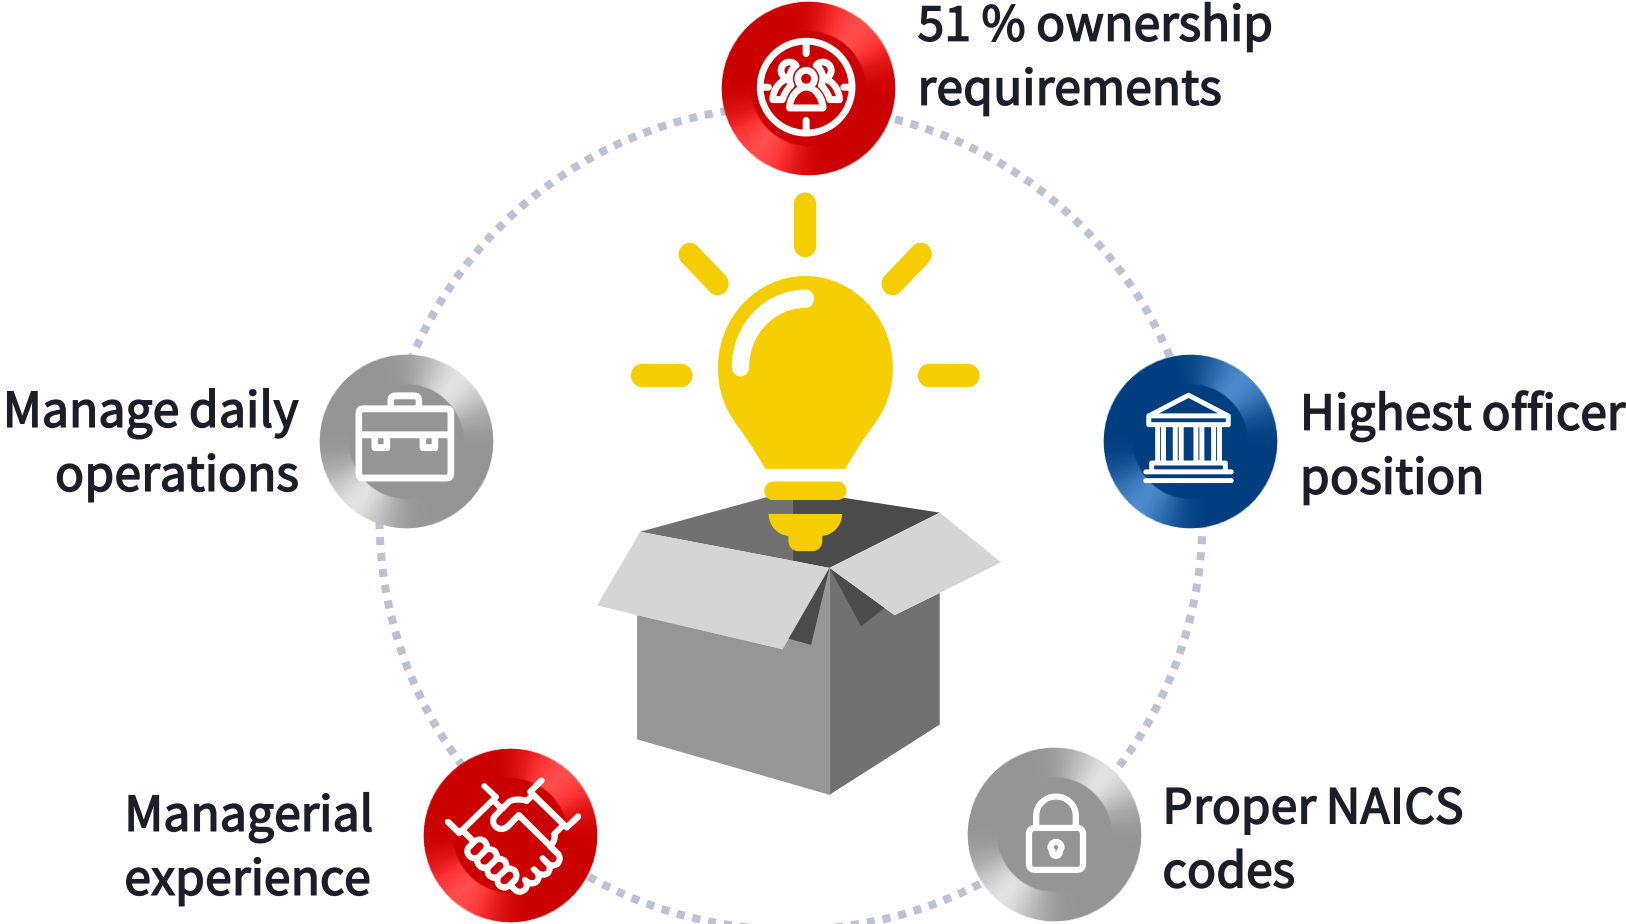 51 % ownership
requirements
Manage daily
operations
Highest officer
position
Managerial
experience
Proper NAICS
codes